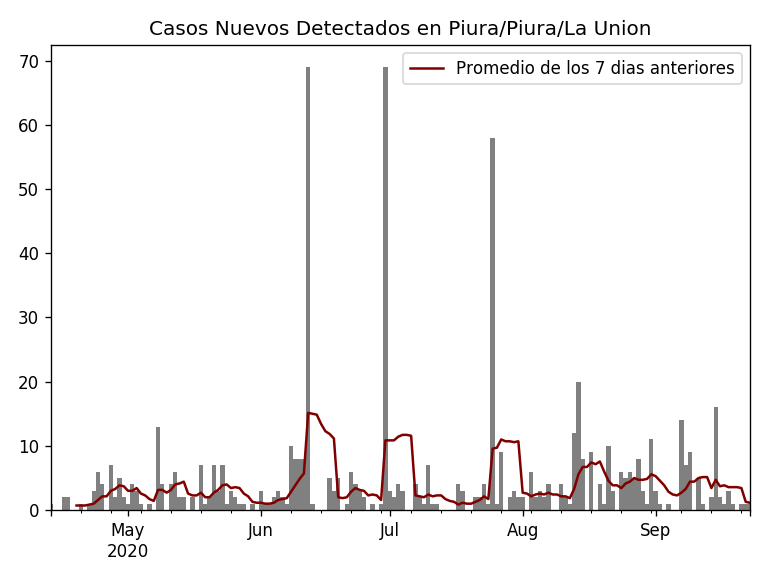 Casos Nuevos Detectados en Piura/Piura/La Union
Promedio de los 7 dias anteriores
70
60
50
40
30
20
10
0
May
2020
Jun
Jul
Aug
Sep